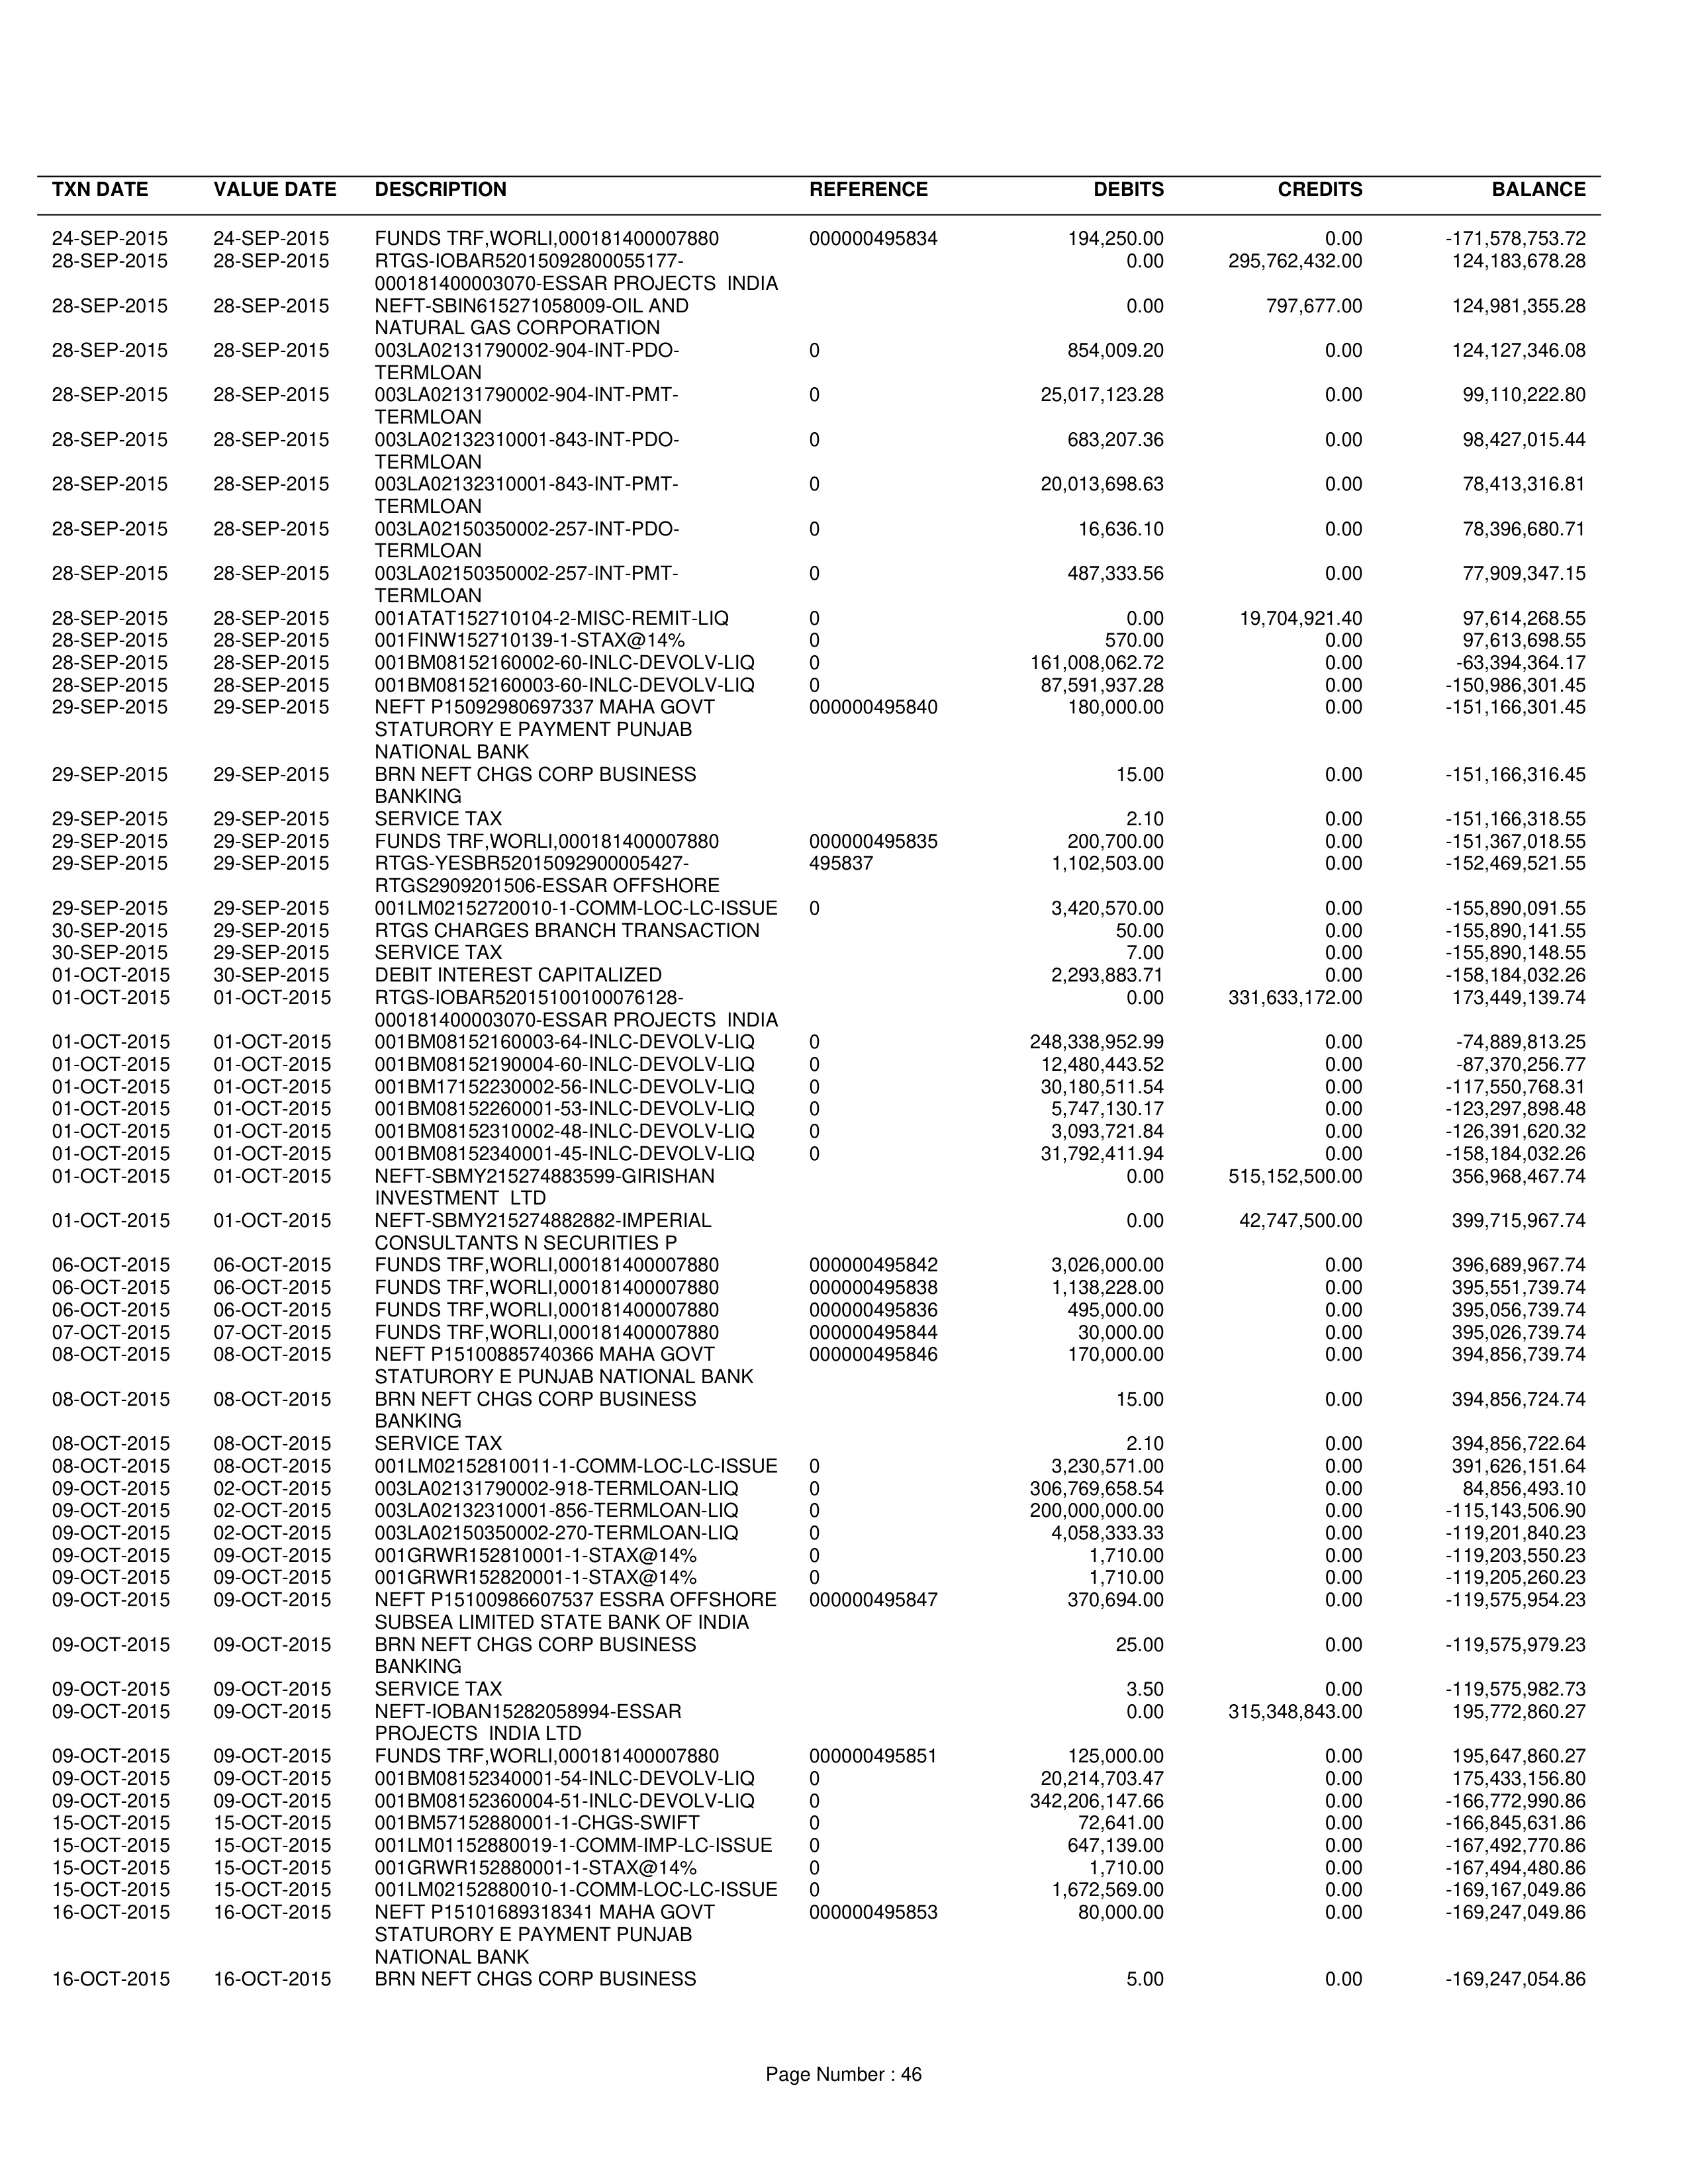 TXN DATE VALUE DATE DESCRIPTION REFERENCE DEBITS CREDITS BALANCE
24-SEP-2015 24-SEP-2015 FUNDS TRF,WORLI,000181400007880 000000495834 194,250.00 0.00 -171,578,753.72
28-SEP-2015 28-SEP-2015 RTGS-IOBAR52015092800055177- 0.00 295,762,432.00 124,183,678.28
000181400003070-ESSAR PROJECTS INDIA
28-SEP-2015 28-SEP-2015 NEFT-SBIN615271058009-OIL AND 0.00 797,677.00 124,981,355.28
NATURAL GAS CORPORATION
28-SEP-2015 28-SEP-2015 003LA02131790002-904-INT-PDO- 0 854,009.20 0.00 124,127,346.08
TERMLOAN
28-SEP-2015 28-SEP-2015 003LA02131790002-904-INT-PMT- 0 25,017,123.28 0.00 99,110,222.80
TERMLOAN
28-SEP-2015 28-SEP-2015 003LA02132310001-843-INT-PDO- 0 683,207.36 0.00 98,427,015.44
TERMLOAN
28-SEP-2015 28-SEP-2015 003LA02132310001-843-INT-PMT- 0 20,013,698.63 0.00 78,413,316.81
TERMLOAN
28-SEP-2015 28-SEP-2015 003LA02150350002-257-INT-PDO- 0 16,636.10 0.00 78,396,680.71
TERMLOAN
28-SEP-2015 28-SEP-2015 003LA02150350002-257-INT-PMT- 0 487,333.56 0.00 77,909,347.15
TERMLOAN
28-SEP-2015 28-SEP-2015 001ATAT152710104-2-MISC-REMIT-LIQ 0 0.00 19,704,921.40 97,614,268.55
28-SEP-2015 28-SEP-2015 001FINW152710139-1-STAX@14% 0 570.00 0.00 97,613,698.55
28-SEP-2015 28-SEP-2015 001BM08152160002-60-INLC-DEVOLV-LIQ 0 161,008,062.72 0.00 -63,394,364.17
28-SEP-2015 28-SEP-2015 001BM08152160003-60-INLC-DEVOLV-LIQ 0 87,591,937.28 0.00 -150,986,301.45
29-SEP-2015 29-SEP-2015 NEFT P15092980697337 MAHA GOVT 000000495840 180,000.00 0.00 -151,166,301.45
STATURORY E PAYMENT PUNJAB
NATIONAL BANK
29-SEP-2015 29-SEP-2015 BRN NEFT CHGS CORP BUSINESS 15.00 0.00 -151,166,316.45
BANKING
29-SEP-2015 29-SEP-2015 SERVICE TAX 2.10 0.00 -151,166,318.55
29-SEP-2015 29-SEP-2015 FUNDS TRF,WORLI,000181400007880 000000495835 200,700.00 0.00 -151,367,018.55
29-SEP-2015 29-SEP-2015 RTGS-YESBR52015092900005427- 495837 1,102,503.00 0.00 -152,469,521.55
RTGS2909201506-ESSAR OFFSHORE
29-SEP-2015 29-SEP-2015 001LM02152720010-1-COMM-LOC-LC-ISSUE 0 3,420,570.00 0.00 -155,890,091.55
30-SEP-2015 29-SEP-2015 RTGS CHARGES BRANCH TRANSACTION 50.00 0.00 -155,890,141.55
30-SEP-2015 29-SEP-2015 SERVICE TAX 7.00 0.00 -155,890,148.55
01-OCT-2015 30-SEP-2015 DEBIT INTEREST CAPITALIZED 2,293,883.71 0.00 -158,184,032.26
01-OCT-2015 01-OCT-2015 RTGS-IOBAR52015100100076128- 0.00 331,633,172.00 173,449,139.74
000181400003070-ESSAR PROJECTS INDIA
01-OCT-2015 01-OCT-2015 001BM08152160003-64-INLC-DEVOLV-LIQ 0 248,338,952.99 0.00 -74,889,813.25
01-OCT-2015 01-OCT-2015 001BM08152190004-60-INLC-DEVOLV-LIQ 0 12,480,443.52 0.00 -87,370,256.77
01-OCT-2015 01-OCT-2015 001BM17152230002-56-INLC-DEVOLV-LIQ 0 30,180,511.54 0.00 -117,550,768.31
01-OCT-2015 01-OCT-2015 001BM08152260001-53-INLC-DEVOLV-LIQ 0 5,747,130.17 0.00 -123,297,898.48
01-OCT-2015 01-OCT-2015 001BM08152310002-48-INLC-DEVOLV-LIQ 0 3,093,721.84 0.00 -126,391,620.32
01-OCT-2015 01-OCT-2015 001BM08152340001-45-INLC-DEVOLV-LIQ 0 31,792,411.94 0.00 -158,184,032.26
01-OCT-2015 01-OCT-2015 NEFT-SBMY215274883599-GIRISHAN 0.00 515,152,500.00 356,968,467.74
INVESTMENT LTD
01-OCT-2015 01-OCT-2015 NEFT-SBMY215274882882-IMPERIAL 0.00 42,747,500.00 399,715,967.74
CONSULTANTS N SECURITIES P
06-OCT-2015 06-OCT-2015 FUNDS TRF,WORLI,000181400007880 000000495842 3,026,000.00 0.00 396,689,967.74
06-OCT-2015 06-OCT-2015 FUNDS TRF,WORLI,000181400007880 000000495838 1,138,228.00 0.00 395,551,739.74
06-OCT-2015 06-OCT-2015 FUNDS TRF,WORLI,000181400007880 000000495836 495,000.00 0.00 395,056,739.74
07-OCT-2015 07-OCT-2015 FUNDS TRF,WORLI,000181400007880 000000495844 30,000.00 0.00 395,026,739.74
08-OCT-2015 08-OCT-2015 NEFT P15100885740366 MAHA GOVT 000000495846 170,000.00 0.00 394,856,739.74
STATURORY E PUNJAB NATIONAL BANK
08-OCT-2015 08-OCT-2015 BRN NEFT CHGS CORP BUSINESS 15.00 0.00 394,856,724.74
BANKING
08-OCT-2015 08-OCT-2015 SERVICE TAX 2.10 0.00 394,856,722.64
08-OCT-2015 08-OCT-2015 001LM02152810011-1-COMM-LOC-LC-ISSUE 0 3,230,571.00 0.00 391,626,151.64
09-OCT-2015 02-OCT-2015 003LA02131790002-918-TERMLOAN-LIQ 0 306,769,658.54 0.00 84,856,493.10
09-OCT-2015 02-OCT-2015 003LA02132310001-856-TERMLOAN-LIQ 0 200,000,000.00 0.00 -115,143,506.90
09-OCT-2015 02-OCT-2015 003LA02150350002-270-TERMLOAN-LIQ 0 4,058,333.33 0.00 -119,201,840.23
09-OCT-2015 09-OCT-2015 001GRWR152810001-1-STAX@14% 0 1,710.00 0.00 -119,203,550.23
09-OCT-2015 09-OCT-2015 001GRWR152820001-1-STAX@14% 0 1,710.00 0.00 -119,205,260.23
09-OCT-2015 09-OCT-2015 NEFT P15100986607537 ESSRA OFFSHORE 000000495847 370,694.00 0.00 -119,575,954.23
SUBSEA LIMITED STATE BANK OF INDIA
09-OCT-2015 09-OCT-2015 BRN NEFT CHGS CORP BUSINESS 25.00 0.00 -119,575,979.23
BANKING
09-OCT-2015 09-OCT-2015 SERVICE TAX 3.50 0.00 -119,575,982.73
09-OCT-2015 09-OCT-2015 NEFT-IOBAN15282058994-ESSAR 0.00 315,348,843.00 195,772,860.27
PROJECTS INDIA LTD
09-OCT-2015 09-OCT-2015 FUNDS TRF,WORLI,000181400007880 000000495851 125,000.00 0.00 195,647,860.27
09-OCT-2015 09-OCT-2015 001BM08152340001-54-INLC-DEVOLV-LIQ 0 20,214,703.47 0.00 175,433,156.80
09-OCT-2015 09-OCT-2015 001BM08152360004-51-INLC-DEVOLV-LIQ 0 342,206,147.66 0.00 -166,772,990.86
15-OCT-2015 15-OCT-2015 001BM57152880001-1-CHGS-SWIFT 0 72,641.00 0.00 -166,845,631.86
15-OCT-2015 15-OCT-2015 001LM01152880019-1-COMM-IMP-LC-ISSUE 0 647,139.00 0.00 -167,492,770.86
15-OCT-2015 15-OCT-2015 001GRWR152880001-1-STAX@14% 0 1,710.00 0.00 -167,494,480.86
15-OCT-2015 15-OCT-2015 001LM02152880010-1-COMM-LOC-LC-ISSUE 0 1,672,569.00 0.00 -169,167,049.86
16-OCT-2015 16-OCT-2015 NEFT P15101689318341 MAHA GOVT 000000495853 80,000.00 0.00 -169,247,049.86
STATURORY E PAYMENT PUNJAB
NATIONAL BANK
16-OCT-2015 16-OCT-2015 BRN NEFT CHGS CORP BUSINESS 5.00 0.00 -169,247,054.86
Page Number : 46